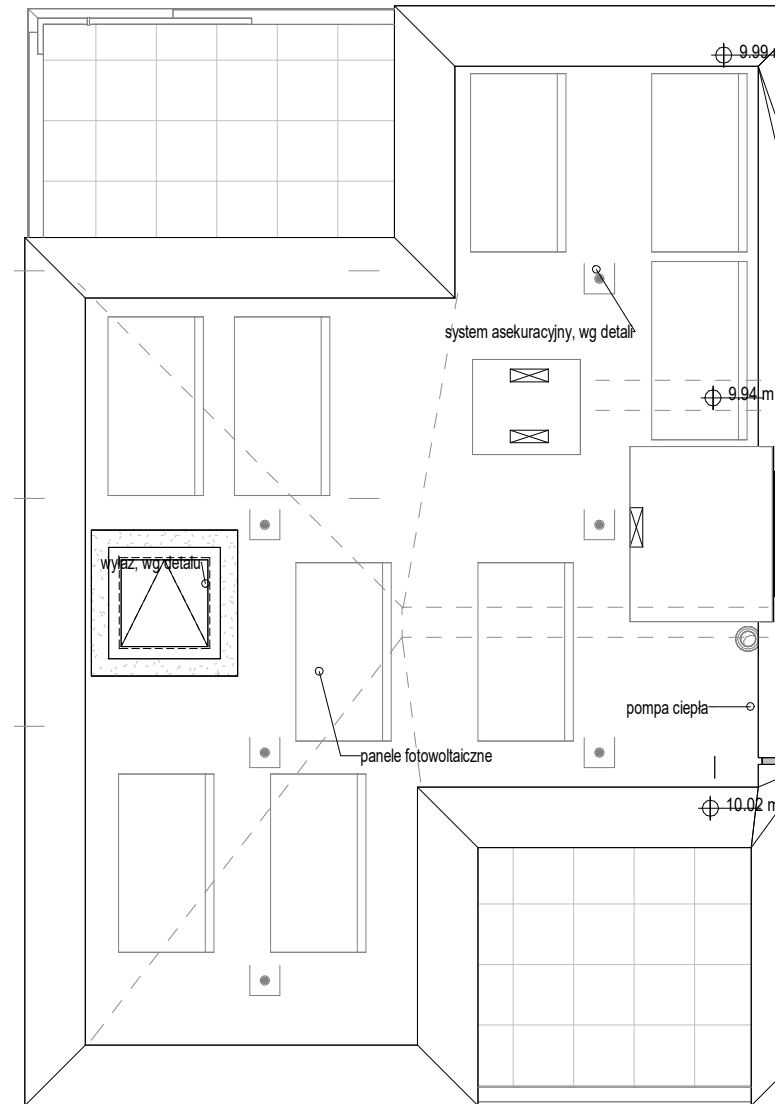 9.99
system asekuracyjny, wg detali
9.94 m
wyłaz, wg detalu
pompa ciepła
panele fotowoltaiczne
10.02 m